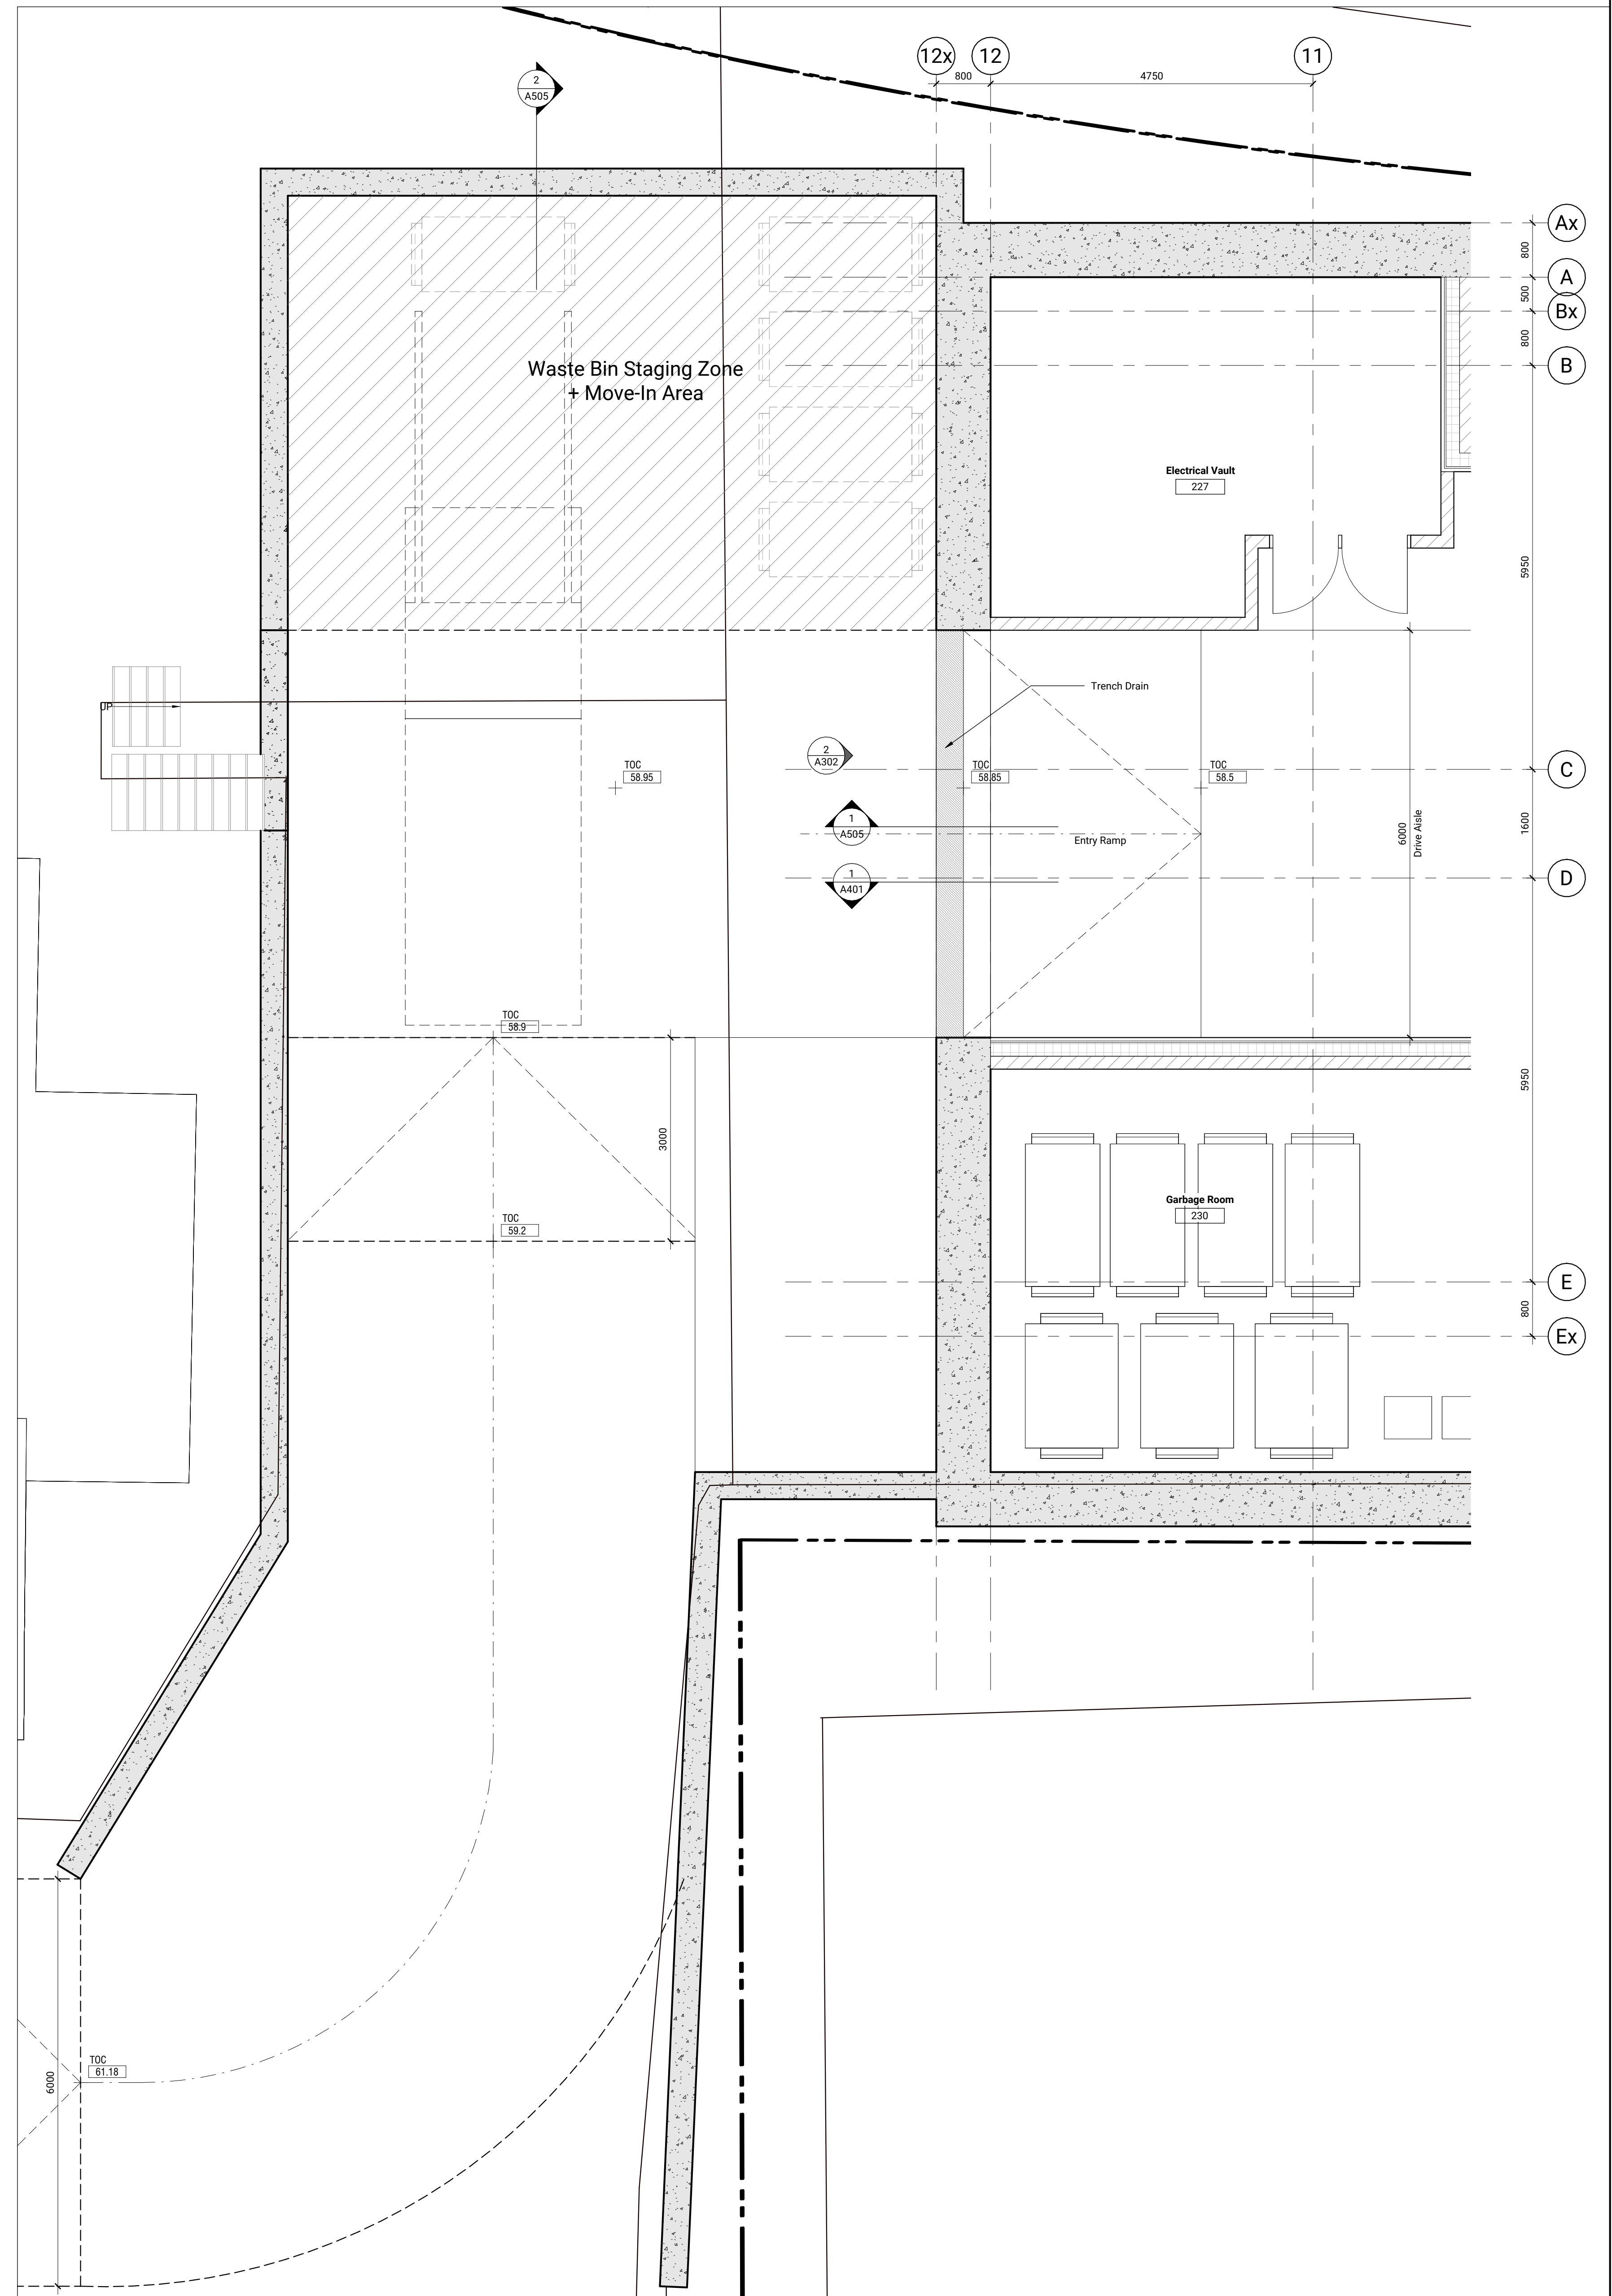 12x
12
11
800
4750
2
A505
Ax
800
A
500
Bx
800
B
Waste Bin Staging Zone
+ Move-In Area
Electrical Vault
227
5950
Trench Drain
UP
2
A302
TOC
58.95
TOC
58.85
TOC
58.5
C
1
A505
Entry Ramp
6000
Drive Aisle
1600
1
A401
D
TOC
58.9
3000
5950
Garbage Room
230
TOC
59.2
E
800
Ex
TOC
61.18
6000